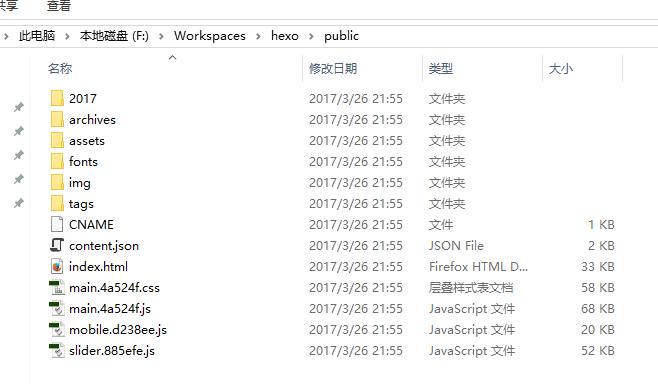 共享 查看
此电脑 本地磁盘 (F:) Workspaces hexo public
名称 修改日期 类型 大小
2017 2017/3/26 21:55 文件夹
archives 2017/3/26 21:55 文件夹
assets 2017/3/26 21:55 文件夹
fonts 2017/3/26 21:55 文件夹
img 2017/3/26 21:55 文件夹
tags 2017/3/26 21:55 文件夹
CNAME 2017/3/26 21:55 文件 1 KB
content.json 2017/3/26 21:55 JSON File 2 KB
index.html 2017/3/26 21:55 Firefox HTML D... 33 KB
main.4a524f.css 2017/3/26 21:55 层叠样式表文档 58 KB
main.4a524f.js 2017/3/26 21:55 JavaScript 文件 68 KB
mobile.d238ee.js 2017/3/26 21:55 JavaScript 文件 20 KB
slider.885efe.js 2017/3/26 21:55 JavaScript 文件 52 KB